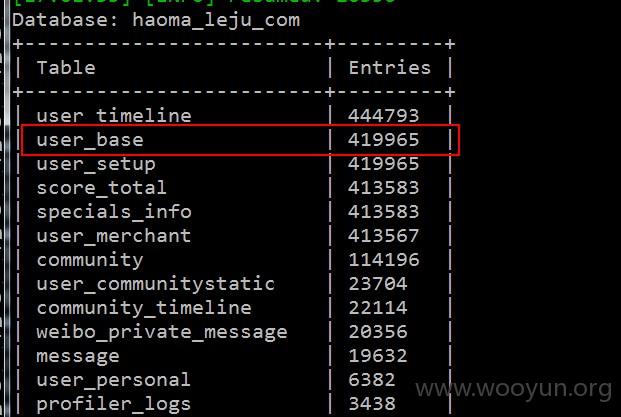 Database: haoma_leju_com
+--------------------------+---------+
| Table | Entries |
+--------------------------+---------+
| user_timeline | 444793 |
| user_base | 419965 |
| user_setup | 419965 |
| score_total | 413583 |
| specials_info | 413583 |
| user_merchant | 413567 |
| community | 114196 |
| user_communitystatic | 23704 |
| community_timeline | 22114 |
| weibo_private_message | 20356 |
| message | 19632 |
| user_personal | 6382 |
| profiler_logs | 3438 |
www.wooyun.org